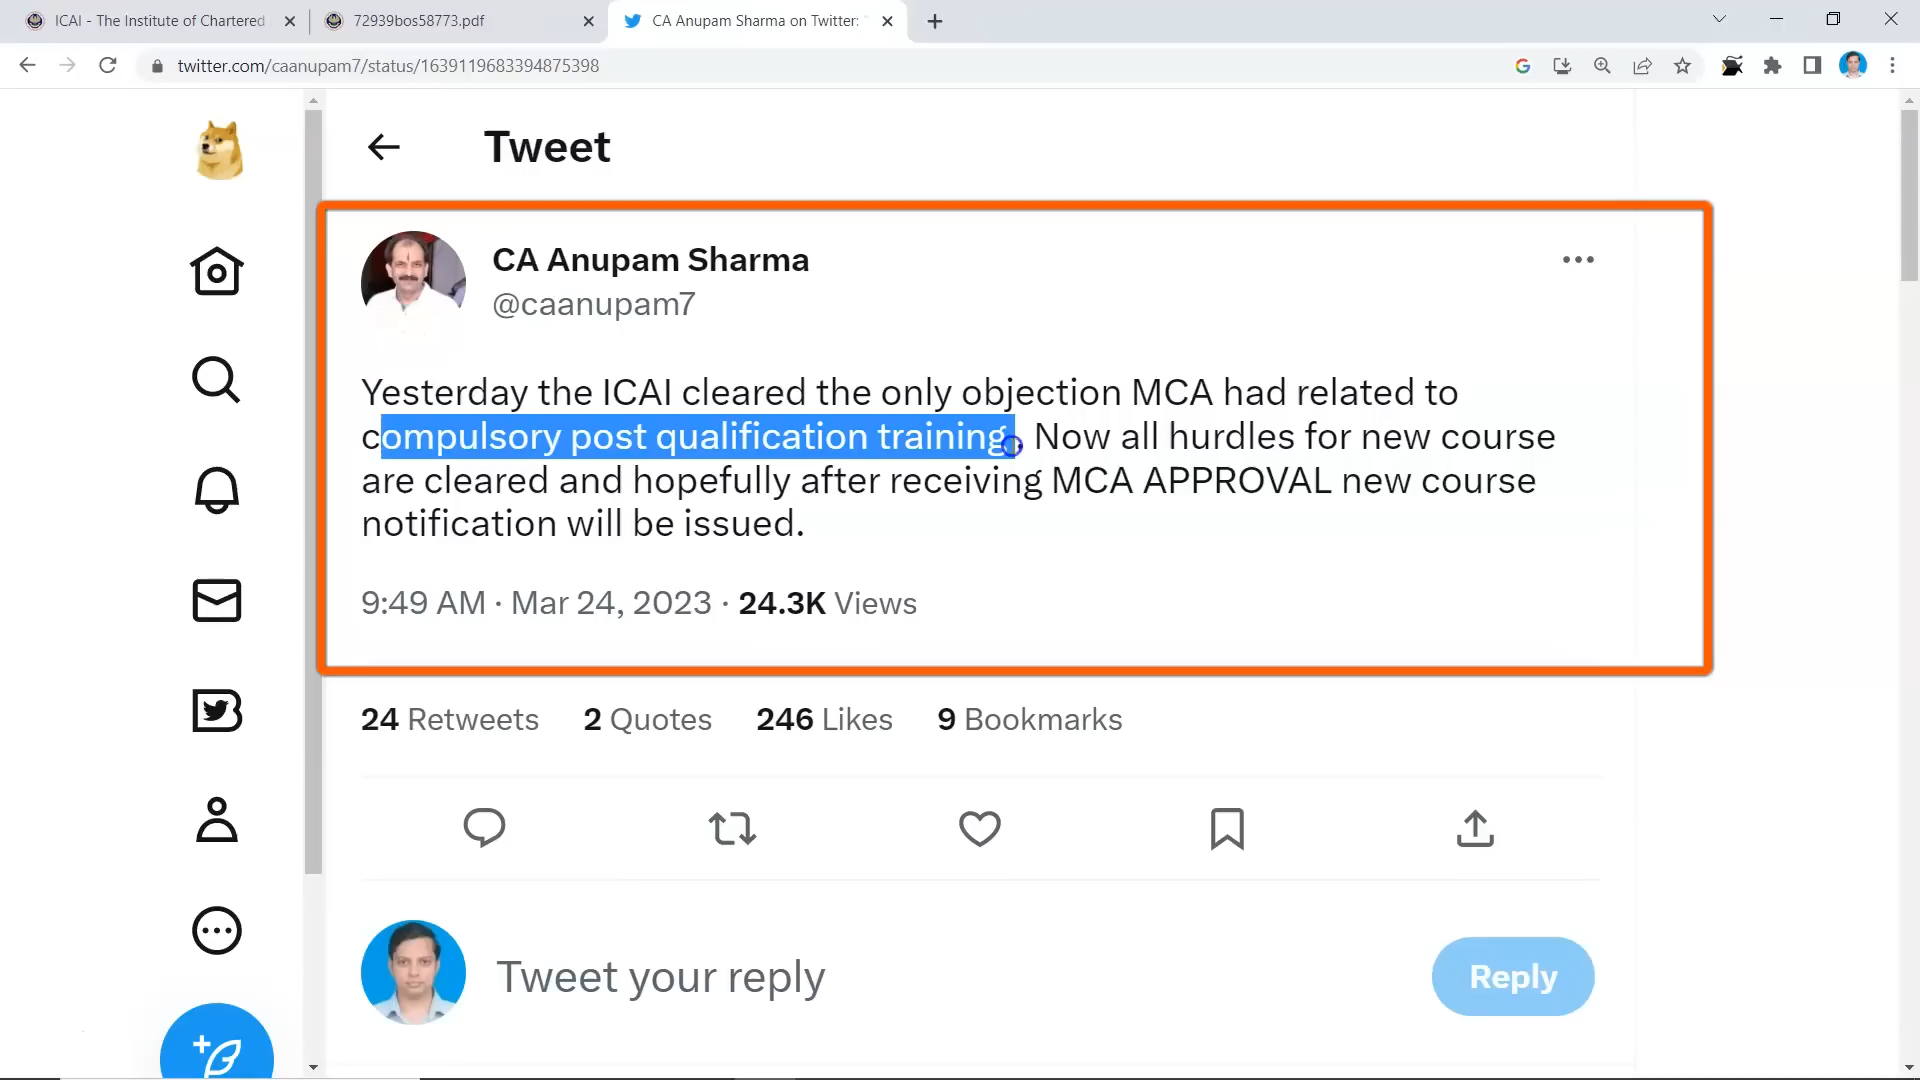 ICAI - The Institute of Chartered
72939bos58773.pdf
CA Anupam Sharma on Twitter: "
twitter.com/caanupam7/status/1639119683394875398
Tweet
CA Anupam Sharma
@caanupam7
Yesterday the ICAI cleared the only objection MCA had related to
compulsory post qualification training. Now all hurdles for new course
are cleared and hopefully after receiving MCA APPROVAL new course
notification will be issued.
9:49 AM · Mar 24, 2023 · 24.3K Views
24 Retweets 2 Quotes 246 Likes 9 Bookmarks
Tweet your reply
Reply